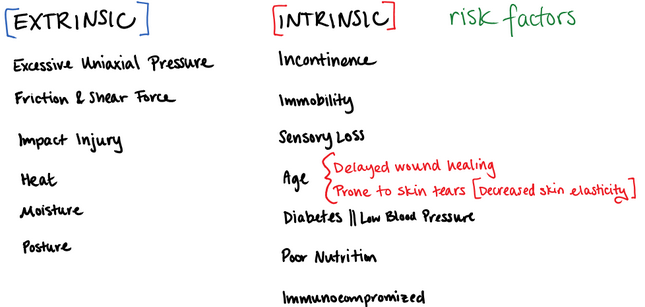 [EXTRINSIC]
Excessive Uniaxial Pressure
Friction & Shear Force
Impact Injury
Heat
Moisture
Posture
[INTRINSIC]
risk factors
Incontinence
Immobility
Sensory Loss
Age { Delayed wound healing
Prone to skin tears [Decreased skin elasticity]
Diabetes || Low Blood Pressure
Poor Nutrition
Immunocompromized